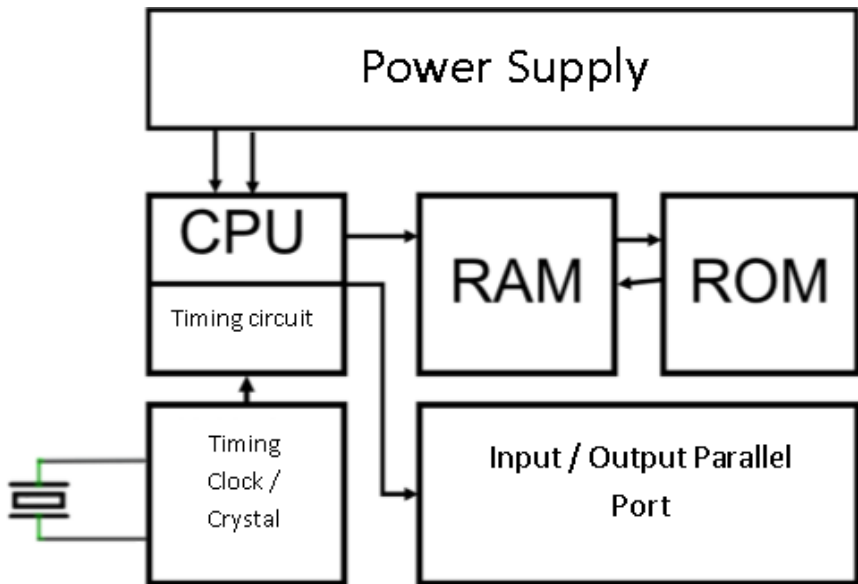 Power Supply
CPU
RAM
ROM
Timing circuit
Timing
Clock /
Crystal
Input / Output Parallel
Port